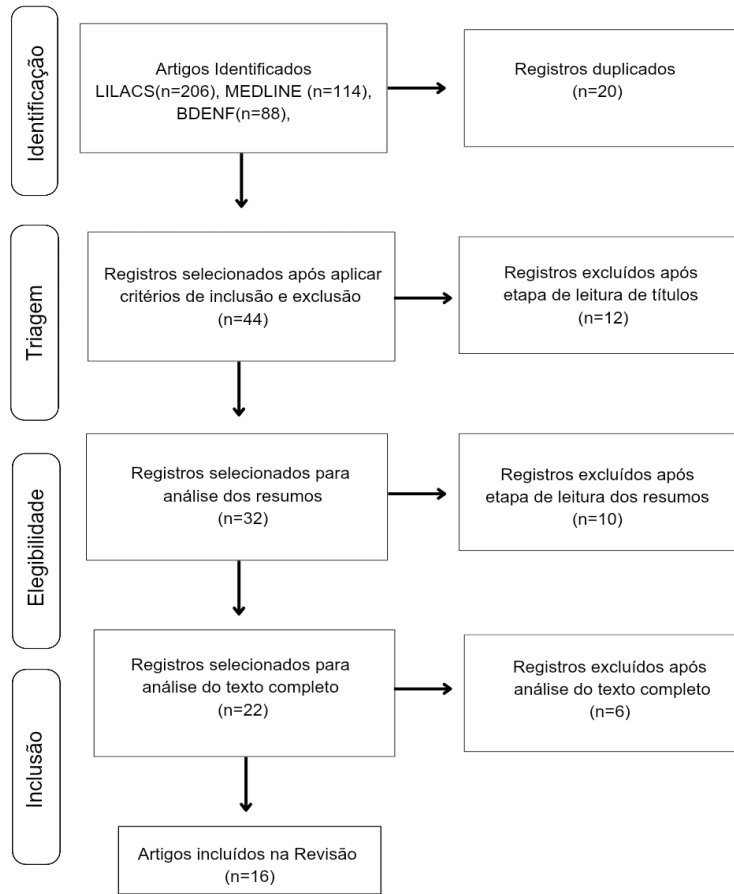 Identificação
Artigos Identificados
LILACS(n=206), MEDLINE (n=114),
BDENF(n=88),
Registros duplicados
(n=20)
Triagem
Registros selecionados após aplicar
critérios de inclusão e exclusão
(n=44)
Registros excluídos após
etapa de leitura de títulos
(n=12)
Elegibilidade
Registros selecionados para
análise dos resumos
(n=32)
Registros excluídos após
etapa de leitura dos resumos
(n=10)
Inclusão
Registros selecionados para
análise do texto completo
(n=22)
Registros excluídos após
análise do texto completo
(n=6)
Artigos incluídos na Revisão
(n=16)